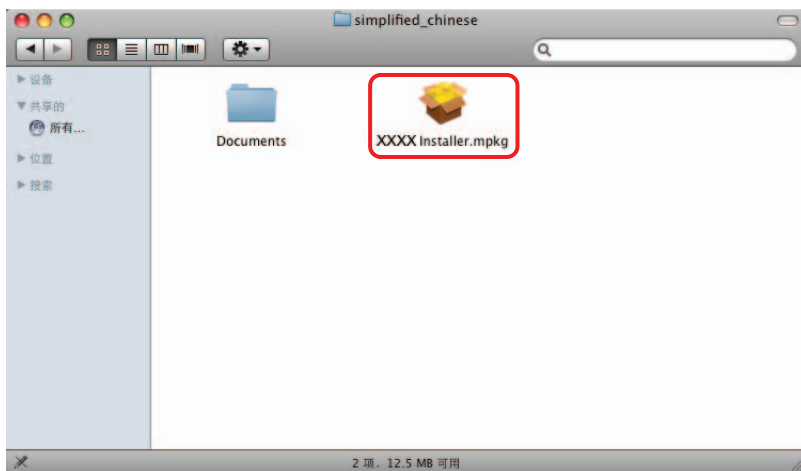 simplified_chinese
设备
共享的
所有...
位置
搜索
Documents
XXXX Installer.mpkg
2 项，12.5 MB 可用